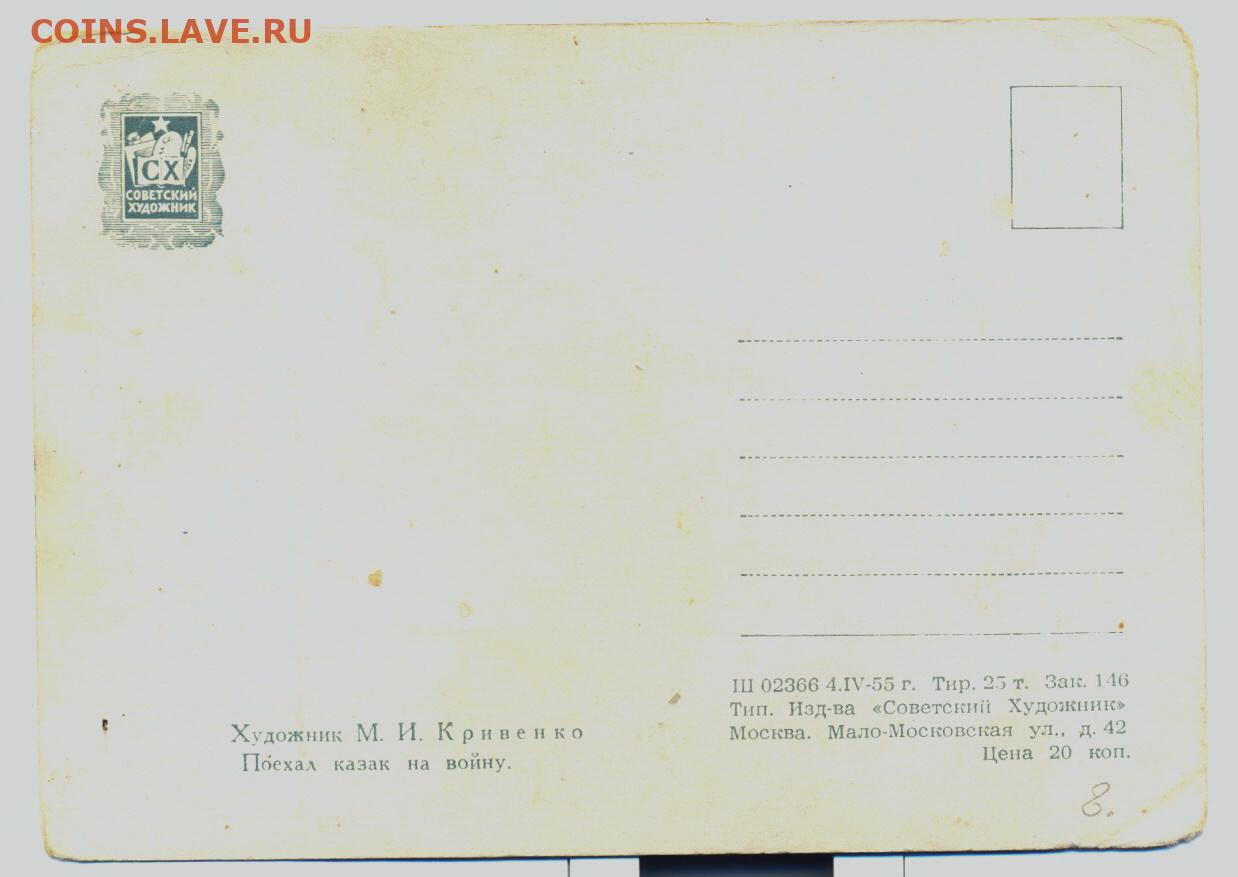 COINS.LAVE.RU
СХ
СОВЕТСКИЙ
ХУДОЖНИК
Художник М. И. Кривенко
Поехал казак на войну.
Ш 02366 4.IV-55 г. Тир. 25 т. Зак. 146
Тип. Изд-ва «Советский Художник»
Москва. Мало-Московская ул., д. 42
Цена 20 коп.
8.